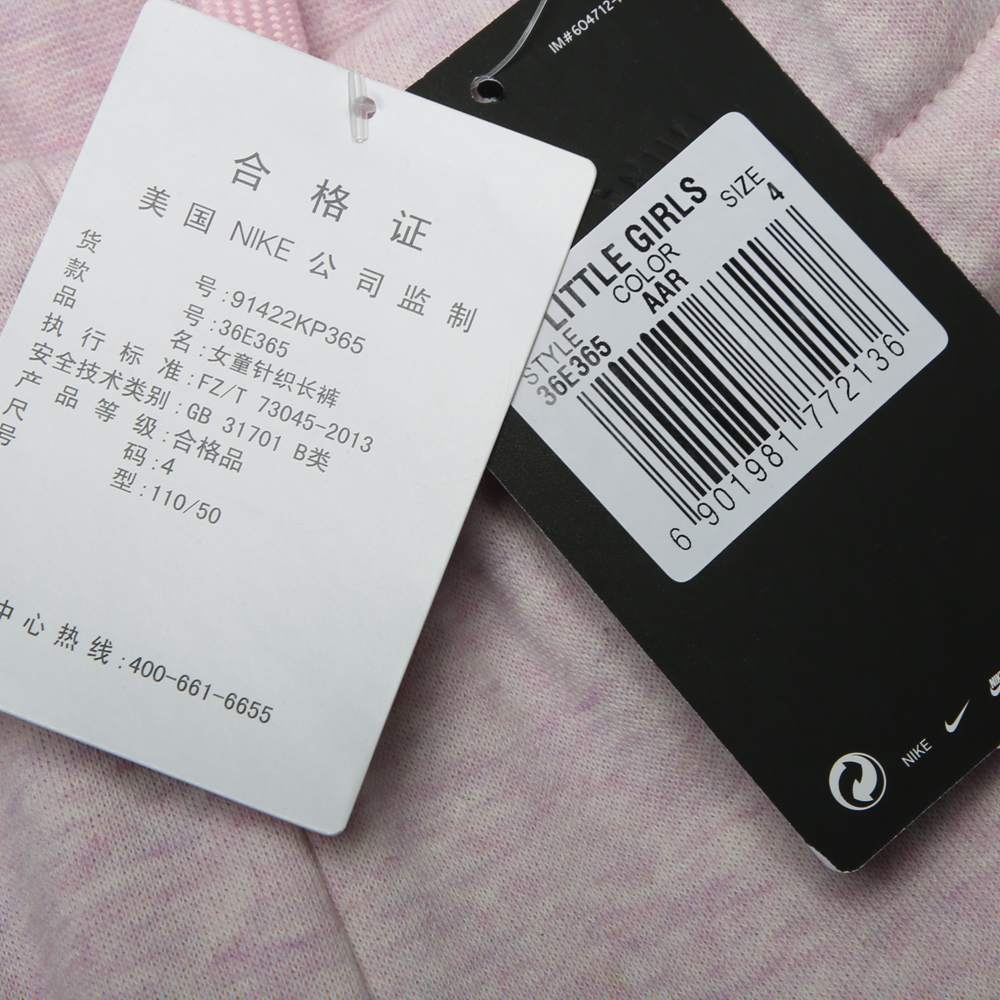 合格证
美国 NIKE 公司监制
货号:91422KP365
款号:36E365
品名:女童针织长裤
执行标准:FZ/T 73045-2013
安全技术类别:GB 31701 B类
产品等级:合格品
尺码:4
号型:110/50
中心热线:400-661-6655
IM#604712-
LITTLE GIRLS
SIZE
4
COLOR
AAR
STYLE
36E365
6 901981 772136
NIKE